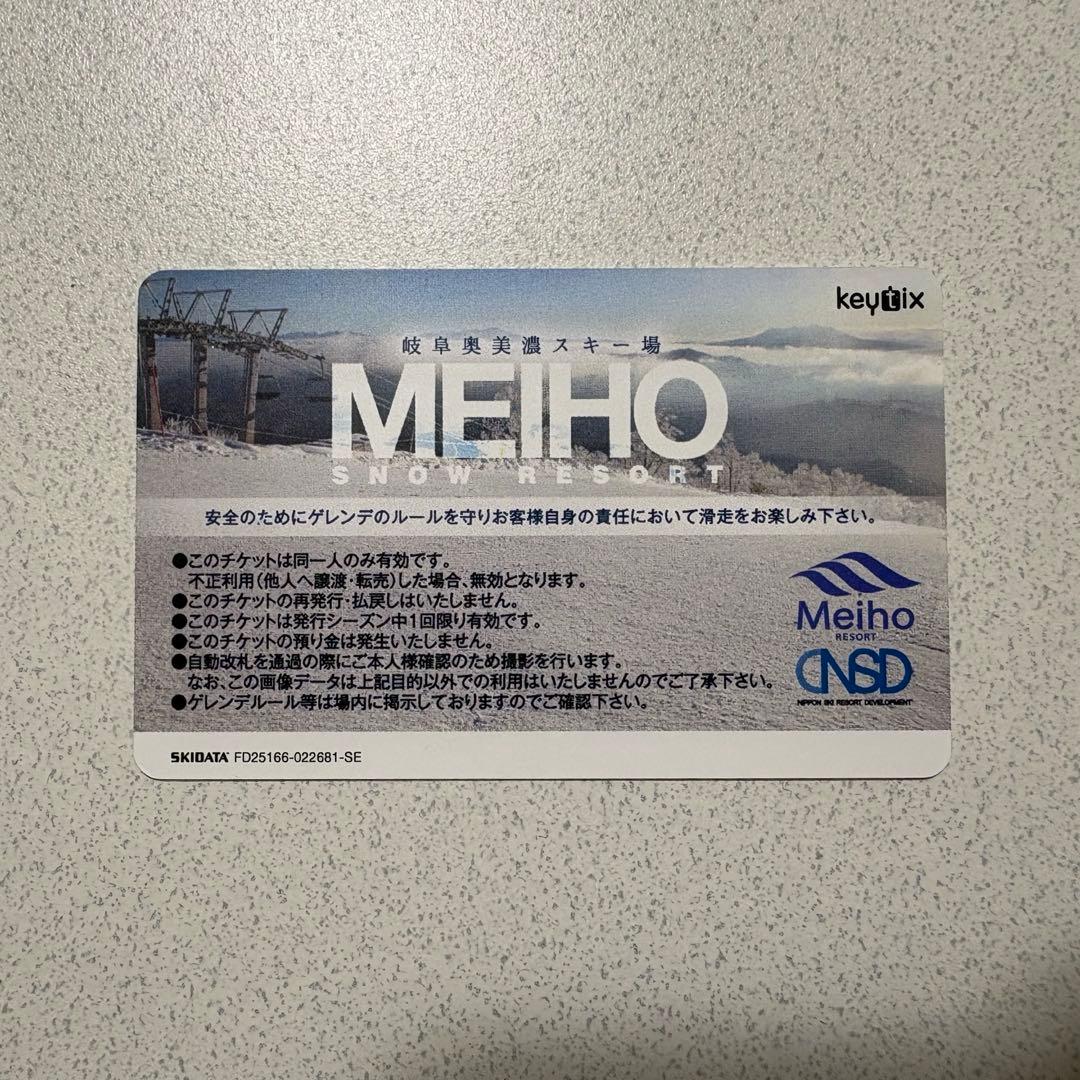 keytix
岐阜奥美濃スキー場
MEIHO
SNOW RESORT
安全のためにゲレンデのルールを守りお客様自身の責任において滑走をお楽しみ下さい。
●このチケットは同一人のみ有効です。
不正利用(他人へ譲渡・転売)した場合、無効となります。
●このチケットの再発行・払戻しはいたしません。
●このチケットは発行シーズン中1回限り有効です。
●このチケットの預り金は発生いたしません。
●自動改札を通過の際にご本人様確認のため撮影を行います。
なお、この画像データは上記目的以外での利用はいたしませんのでご了承下さい。
●ゲレンデルール等は場内に掲示しておりますのでご確認下さい。
Meiho
RESORT
NSD
NIPPON SKI RESORT DEVELOPMENT
SKIDATA FD25166-022681-SE